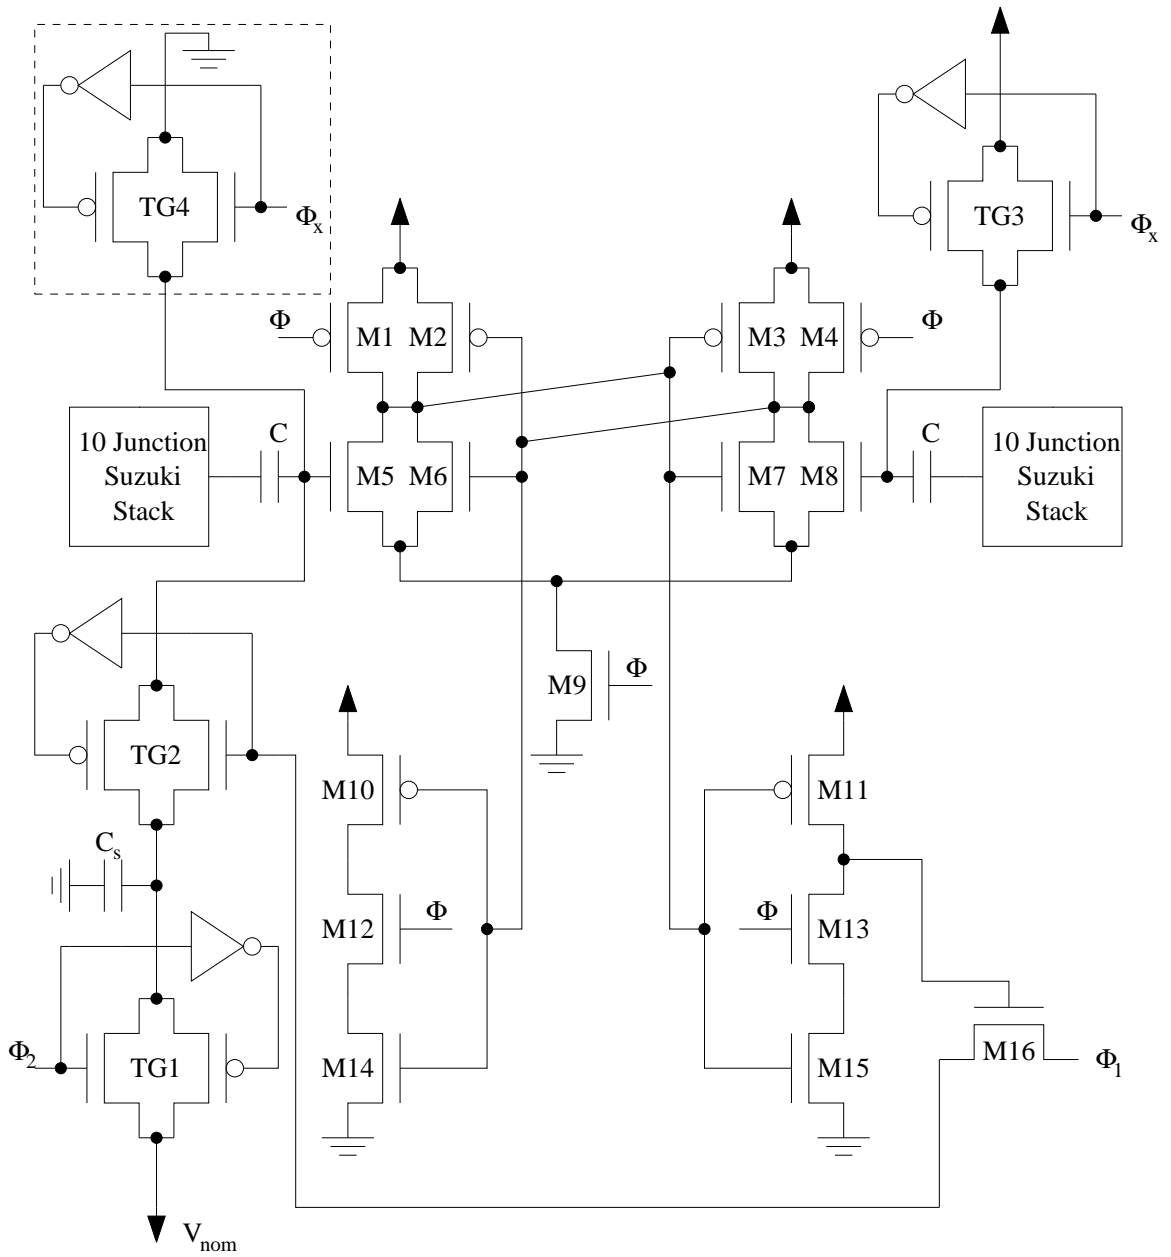 TG4
Φx
TG3
Φx
Φ
M1
M2
M3
M4
Φ
10 Junction
Suzuki
Stack
C
M5
M6
M7
M8
C
10 Junction
Suzuki
Stack
M9
Φ
TG2
M10
M11
Cs
M12
Φ
Φ
M13
Φ2
TG1
M14
M15
M16
Φ1
Vnom